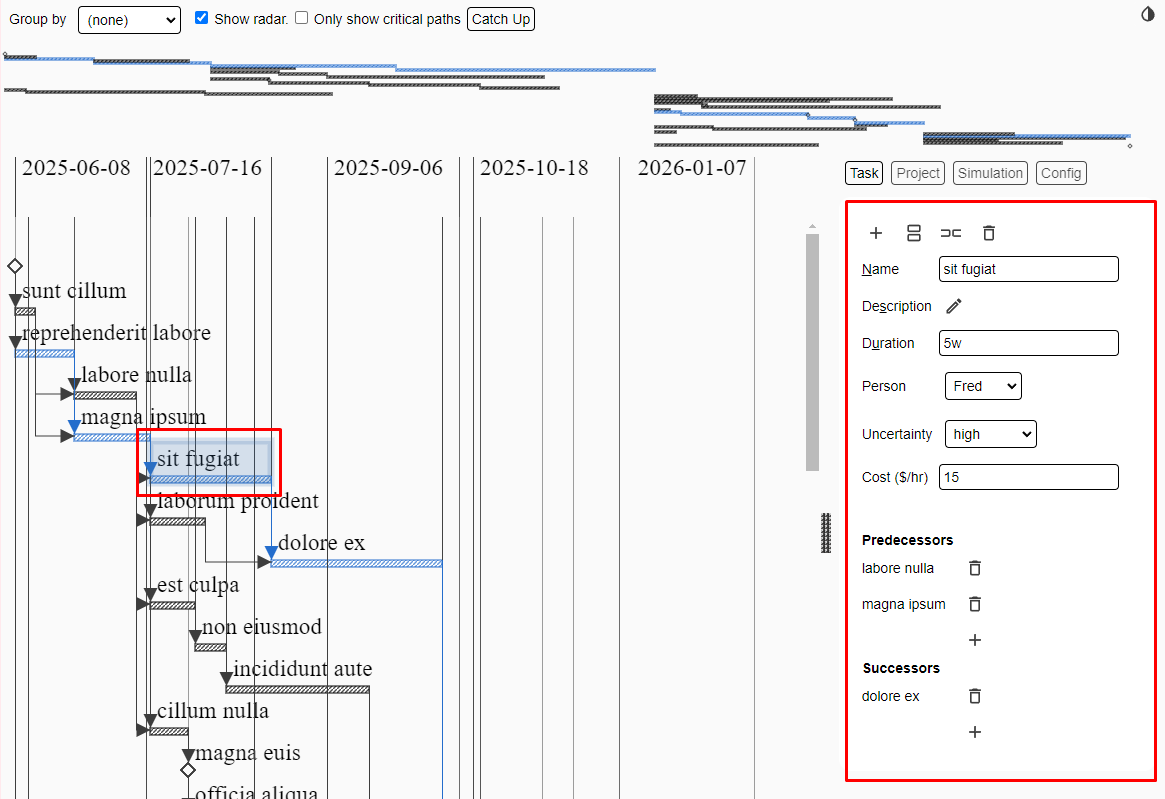 Group by (none) Show radar. Only show critical paths Catch Up
2025-06-08 2025-07-16 2025-09-06 2025-10-18 2026-01-07
Task Project Simulation Config
sunt cillum
reprehenderit labore
labore nulla
magna ipsum
sit fugiat
laborum proident
dolore ex
est culpa
non eiusmod
incididunt aute
cillum nulla
magna euis
officia aliqua
Name sit fugiat
Description
Duration 5w
Person Fred
Uncertainty high
Cost ($/hr) 15
Predecessors
labore nulla
magna ipsum
Successors
dolore ex